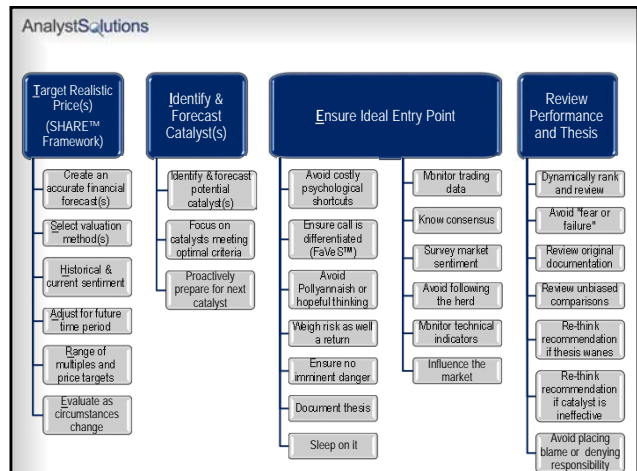 AnalystSolutions
Target Realistic
Price(s)
(SHARE™
Framework)
Create an
accurate financial
forecast(s)
Select valuation
method(s)
Historical &
current sentiment
Adjust for future
time period
Range of
multiples and
price targets
Evaluate as
circumstances
change
Identify &
Forecast
Catalyst(s)
Identify & forecast
potential
catalyst(s)
Focus on
catalysts meeting
optimal criteria
Proactively
prepare for next
catalyst
Ensure Ideal Entry Point
Avoid costly
psychological
shortcuts
Ensure call is
differentiated
(FaVeS™)
Avoid
Pollyannaish or
hopeful thinking
Weigh risk as well
a return
Ensure no
imminent danger
Document thesis
Sleep on it
Monitor trading
data
Know consensus
Survey market
sentiment
Avoid following
the herd
Monitor technical
indicators
Influence the
market
Review
Performance
and Thesis
Dynamically rank
and review
Avoid "fear or
failure"
Review original
documentation
Review unbiased
comparisons
Re-think
recommendation
if thesis wanes
Re-think
recommendation
if catalyst is
ineffective
Avoid placing
blame or denying
responsibility